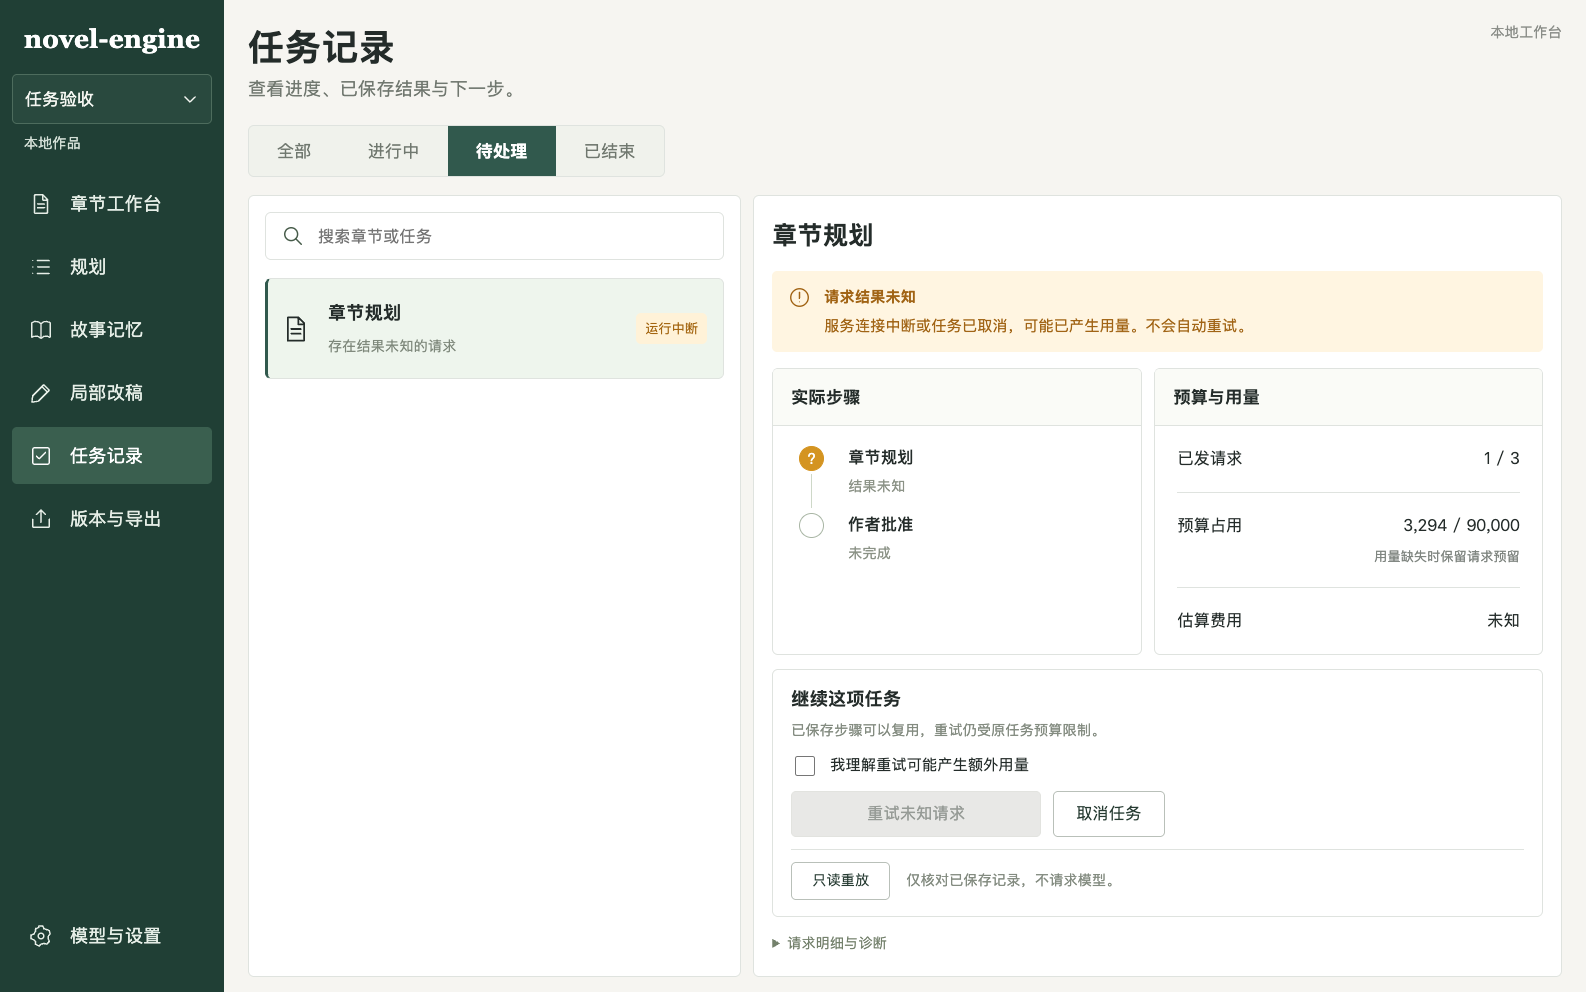 novel-engine
任务验收
本地作品
章节工作台
规划
故事记忆
局部改稿
任务记录
版本与导出
模型与设置
任务记录
本地工作台
查看进度、已保存结果与下一步。
全部
进行中
待处理
已结束
搜索章节或任务
章节规划
存在结果未知的请求
运行中断
章节规划
请求结果未知
服务连接中断或任务已取消，可能已产生用量。不会自动重试。
实际步骤
?
章节规划
结果未知
作者批准
未完成
预算与用量
已发请求 1 / 3
预算占用 3,294 / 90,000
用量缺失时保留请求预留
估算费用 未知
继续这项任务
已保存步骤可以复用，重试仍受原任务预算限制。
我理解重试可能产生额外用量
重试未知请求
取消任务
只读重放
仅核对已保存记录，不请求模型。
请求明细与诊断